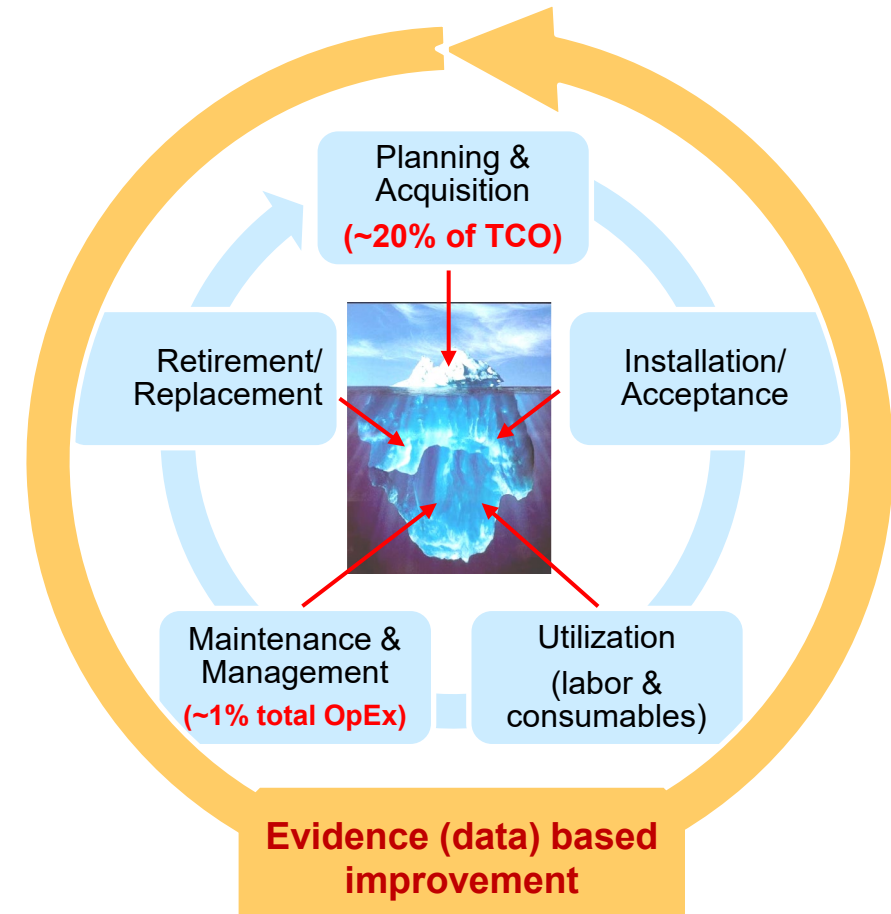 Planning &
Acquisition
(~20% of TCO)
Retirement/
Replacement
Installation/
Acceptance
Maintenance &
Management
(~1% total OpEx)
Utilization
(labor &
consumables)
Evidence (data) based
improvement